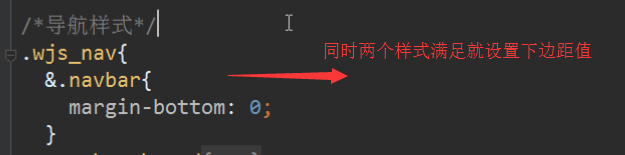 /*导航样式*/
.wjs_nav{
同时两个样式满足就设置下边距值
&.navbar{
margin-bottom: 0;
}